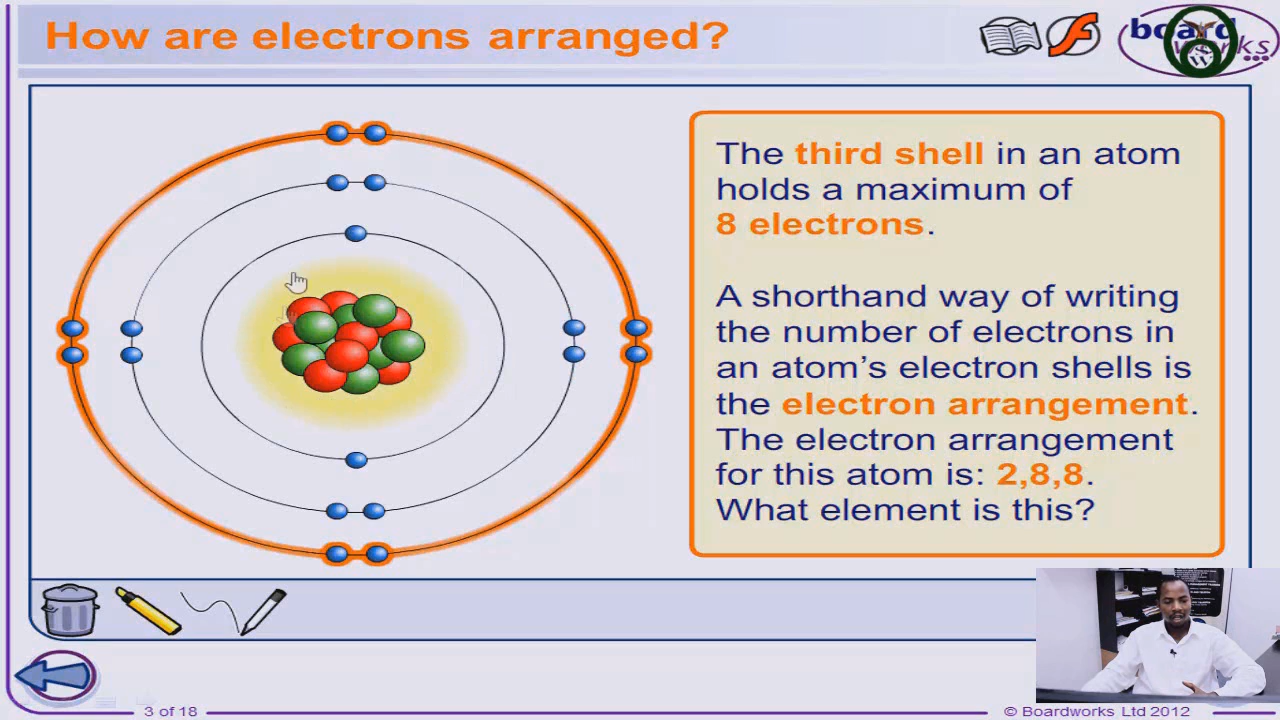 How are electrons arranged?
board
works
The third shell in an atom
holds a maximum of
8 electrons.
A shorthand way of writing
the number of electrons in
an atom's electron shells is
the electron arrangement.
The electron arrangement
for this atom is: 2,8,8.
What element is this?
3 of 18
© Boardworks Ltd 2012